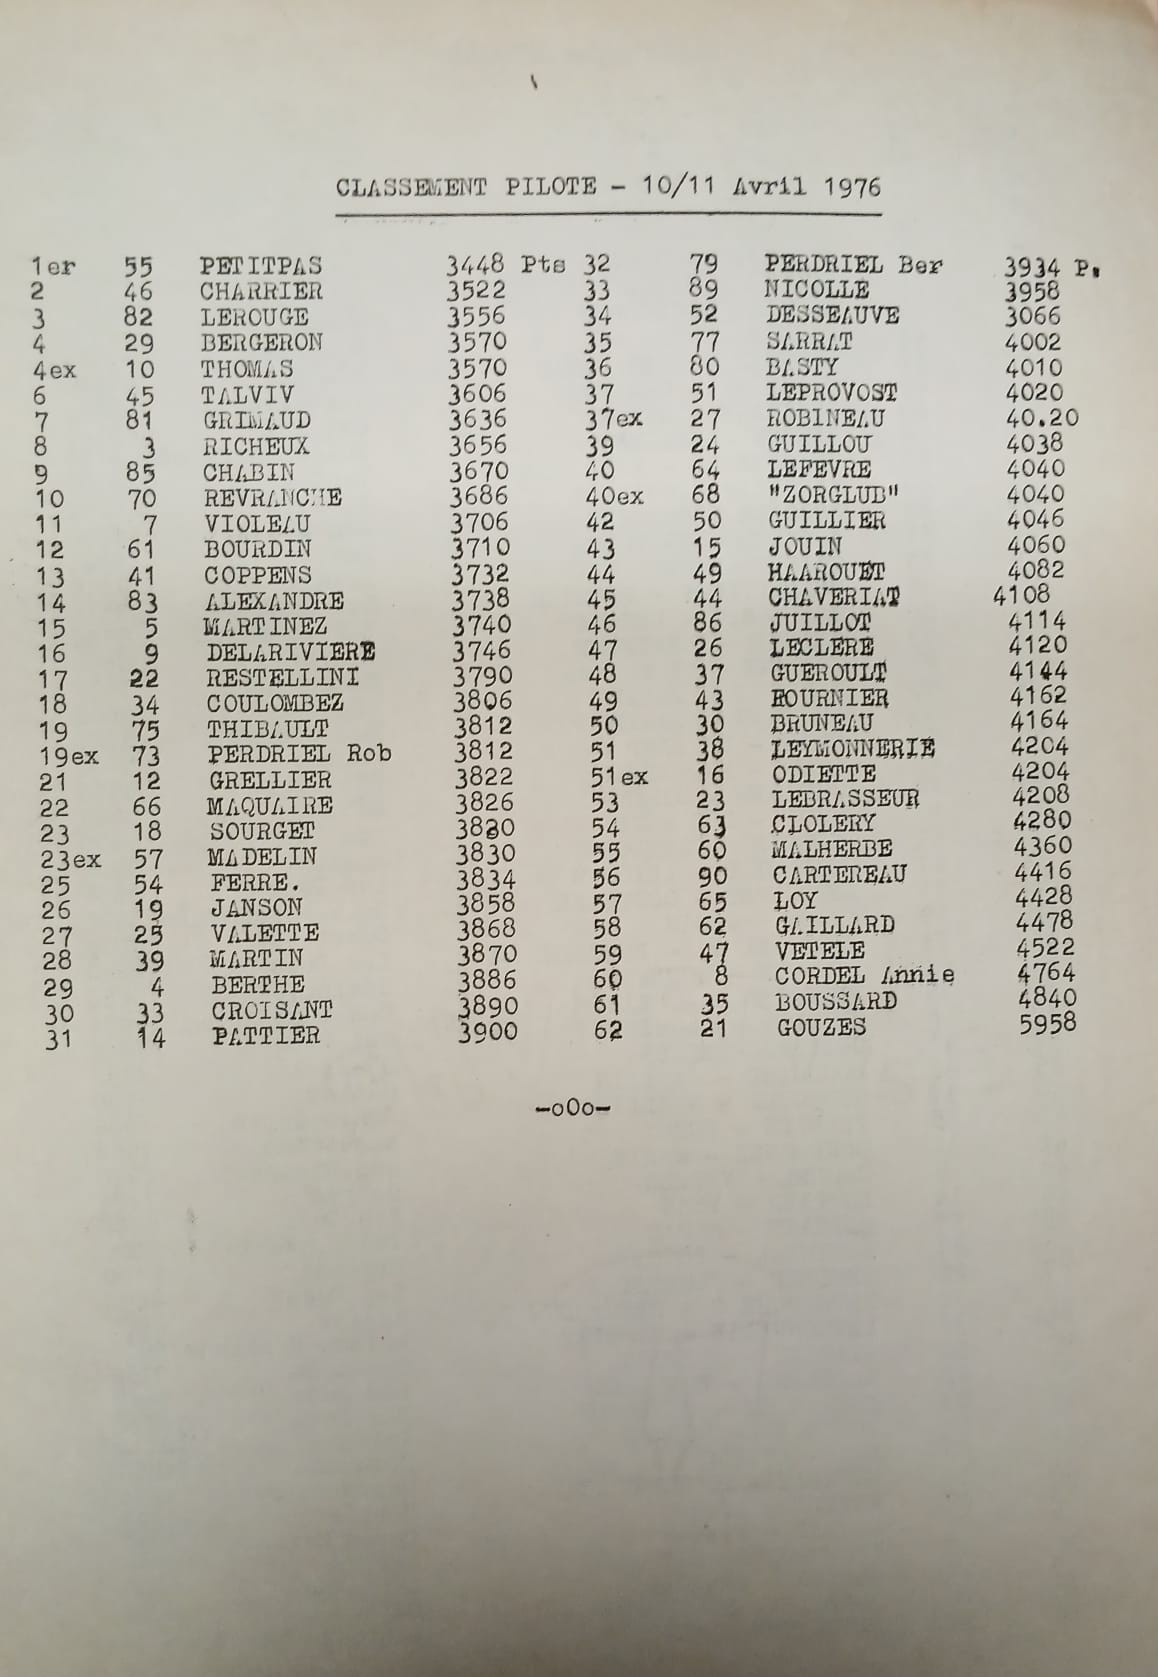 CLASSEMENT PILOTE - 10/11 Avril 1976
1er 55 PETITPAS 3448 Pts 32 79 PERDRIEL Ber 3934 P.
2 46 CHARRIER 3522 33 89 NICOLLE 3958
3 82 LEROUGE 3556 34 52 DESSEAUVE 3066
4 29 BERGERON 3570 35 77 SARRAT 4002
4ex 10 THOMAS 3570 36 80 BASTY 4010
6 45 TALVIV 3606 37 51 LEPROVOST 4020
7 81 GRIMAUD 3636 37ex 27 ROBINEAU 40.20
8 3 RICHEUX 3656 39 24 GUILLOU 4038
9 85 CHABIN 3670 40 64 LEFEVRE 4040
10 70 REVRANCHE 3686 40ex 68 "ZORGLUB" 4040
11 7 VIOLEAU 3706 42 50 GUILLIER 4046
12 61 BOURDIN 3710 43 15 JOUIN 4060
13 41 COPPENS 3732 44 49 HAAROUET 4082
14 83 ALEXANDRE 3738 45 44 CHAVERIAT 4108
15 5 MARTINEZ 3740 46 86 JUILLOT 4114
16 9 DELARIVIERE 3746 47 26 LECLERE 4120
17 22 RESTELLINI 3790 48 37 GUEROULT 4144
18 34 COULOMBEZ 3806 49 43 FOURNIER 4162
19 75 THIBAULT 3812 50 30 BRUNEAU 4164
19ex 73 PERDRIEL Rob 3812 51 38 LEYMONNERIE 4204
21 12 GRELLIER 3822 51ex 16 ODIETTE 4204
22 66 MAQUAIRE 3826 53 23 LEBRASSEUR 4208
23 18 SOURGET 3830 54 63 CLOLERY 4280
23ex 57 MADELIN 3830 55 60 MALHERBE 4360
25 54 FERRE. 3834 56 90 CARTEREAU 4416
26 19 JANSON 3858 57 65 LOY 4428
27 25 VALETTE 3868 58 62 GAILLARD 4478
28 39 MARTIN 3870 59 47 VETELE 4522
29 4 BERTHE 3886 60 8 CORDEL Annie 4764
30 33 CROISANT 3890 61 35 BOUSSARD 4840
31 14 PATTIER 3900 62 21 GOUZES 5958
-oOo-